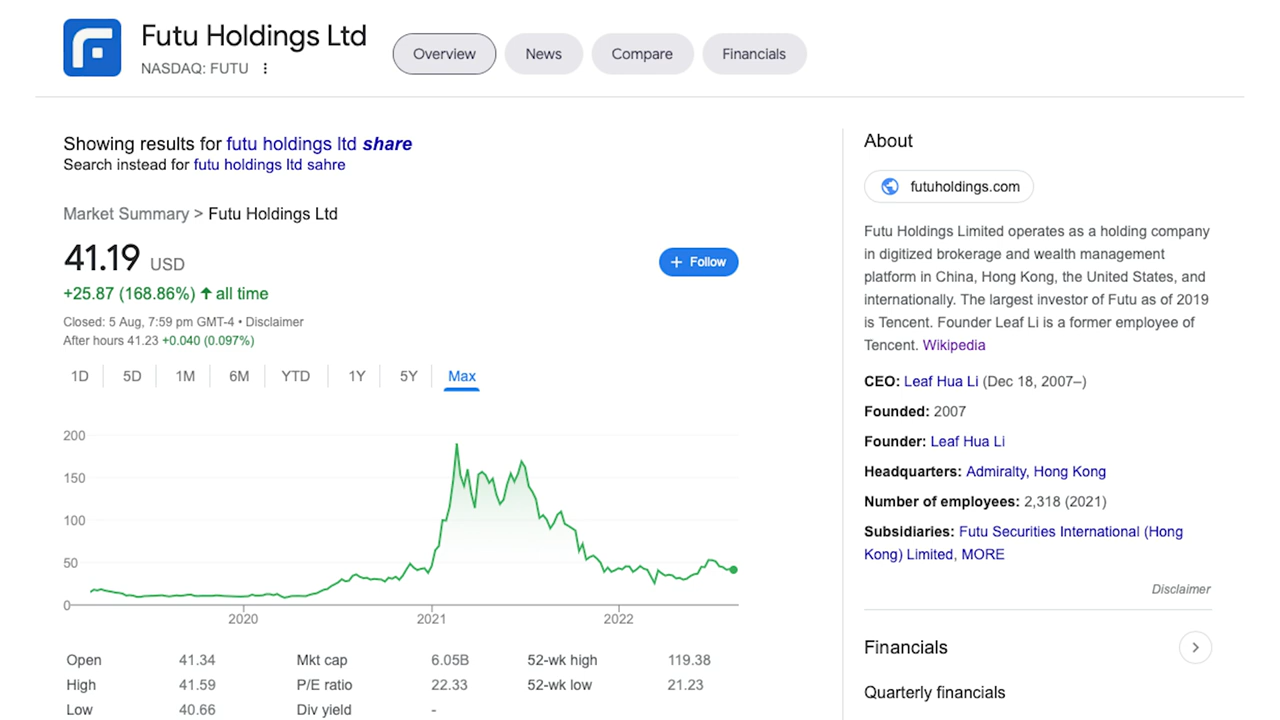 Futu Holdings Ltd
NASDAQ: FUTU
Overview
News
Compare
Financials
Showing results for futu holdings ltd share
Search instead for futu holdings ltd sahre
Market Summary > Futu Holdings Ltd
41.19 USD
+ Follow
+25.87 (168.86%) ↑ all time
Closed: 5 Aug, 7:59 pm GMT-4 • Disclaimer
After hours 41.23 +0.040 (0.097%)
1D 5D 1M 6M YTD 1Y 5Y Max
200
150
100
50
0
2020 2021 2022
Open 41.34 Mkt cap 6.05B 52-wk high 119.38
High 41.59 P/E ratio 22.33 52-wk low 21.23
Low 40.66 Div yield -
About
futuholdings.com
Futu Holdings Limited operates as a holding company
in digitized brokerage and wealth management
platform in China, Hong Kong, the United States, and
internationally. The largest investor of Futu as of 2019
is Tencent. Founder Leaf Li is a former employee of
Tencent. Wikipedia
CEO: Leaf Hua Li (Dec 18, 2007–)
Founded: 2007
Founder: Leaf Hua Li
Headquarters: Admiralty, Hong Kong
Number of employees: 2,318 (2021)
Subsidiaries: Futu Securities International (Hong
Kong) Limited, MORE
Disclaimer
Financials
Quarterly financials